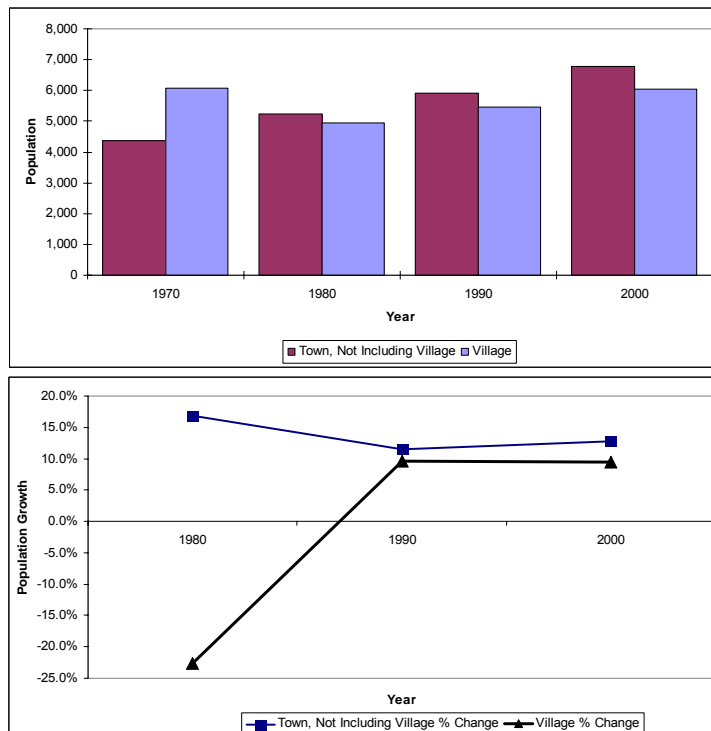 8,000
7,000
6,000
5,000
4,000
3,000
2,000
1,000
0
Population
1970 1980 1990 2000
Year
Town, Not Including Village Village
20.0%
15.0%
10.0%
5.0%
0.0%
-5.0%
-10.0%
-15.0%
-20.0%
-25.0%
Population Growth
1980 1990 2000
Year
Town, Not Including Village % Change Village % Change